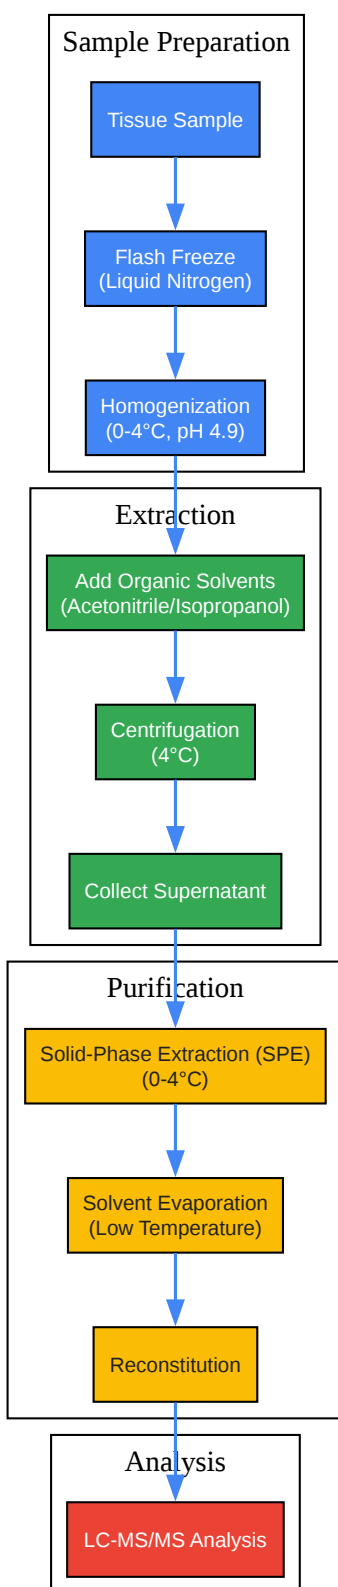 Sample Preparation
Tissue Sample
Flash Freeze
(Liquid Nitrogen)
Homogenization
(0-4°C, pH 4.9)
Extraction
Add Organic Solvents
(Acetonitrile/Isopropanol)
Centrifugation
(4°C)
Collect Supernatant
Purification
Solid-Phase Extraction (SPE)
(0-4°C)
Solvent Evaporation
(Low Temperature)
Reconstitution
Analysis
LC-MS/MS Analysis